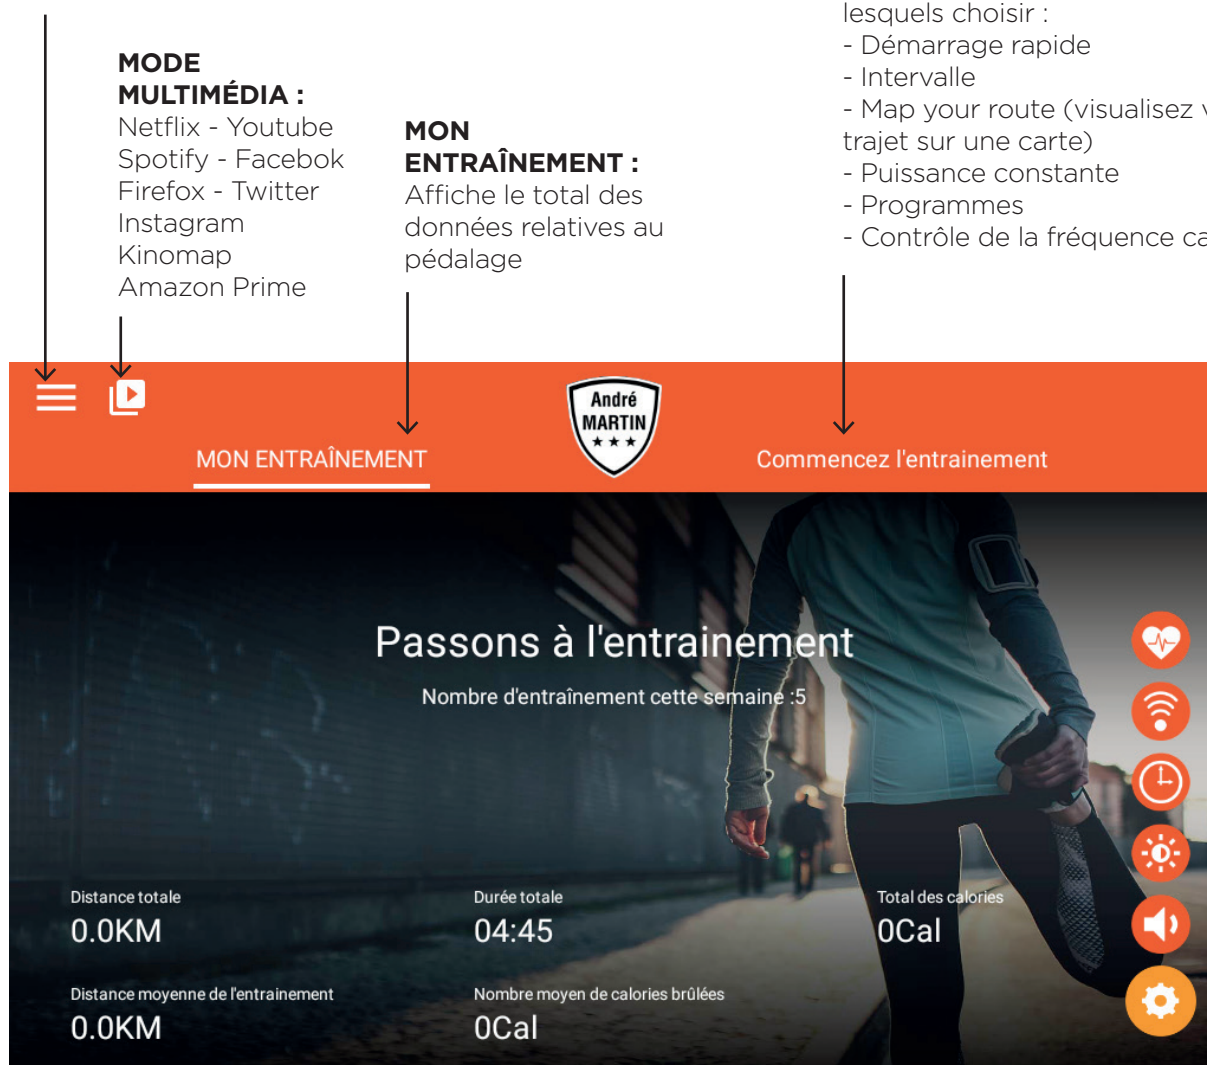 MODE
MULTIMÉDIA :
Netflix - Youtube
Spotify - Facebok
Firefox - Twitter
Instagram
Kinomap
Amazon Prime
MON
ENTRAÎNEMENT :
Affiche le total des
données relatives au
pédalage
lesquels choisir :
- Démarrage rapide
- Intervalle
- Map your route (visualisez
trajet sur une carte)
- Puissance constante
- Programmes
- Contrôle de la fréquence
André
MARTIN
MON ENTRAÎNEMENT
Commencez l'entrainement
Passons à l'entrainement
Nombre d'entraînement cette semaine :5
Distance totale
0.0KM
Durée totale
04:45
Total des calories
0Cal
Distance moyenne de l'entrainement
0.0KM
Nombre moyen de calories brûlées
0Cal